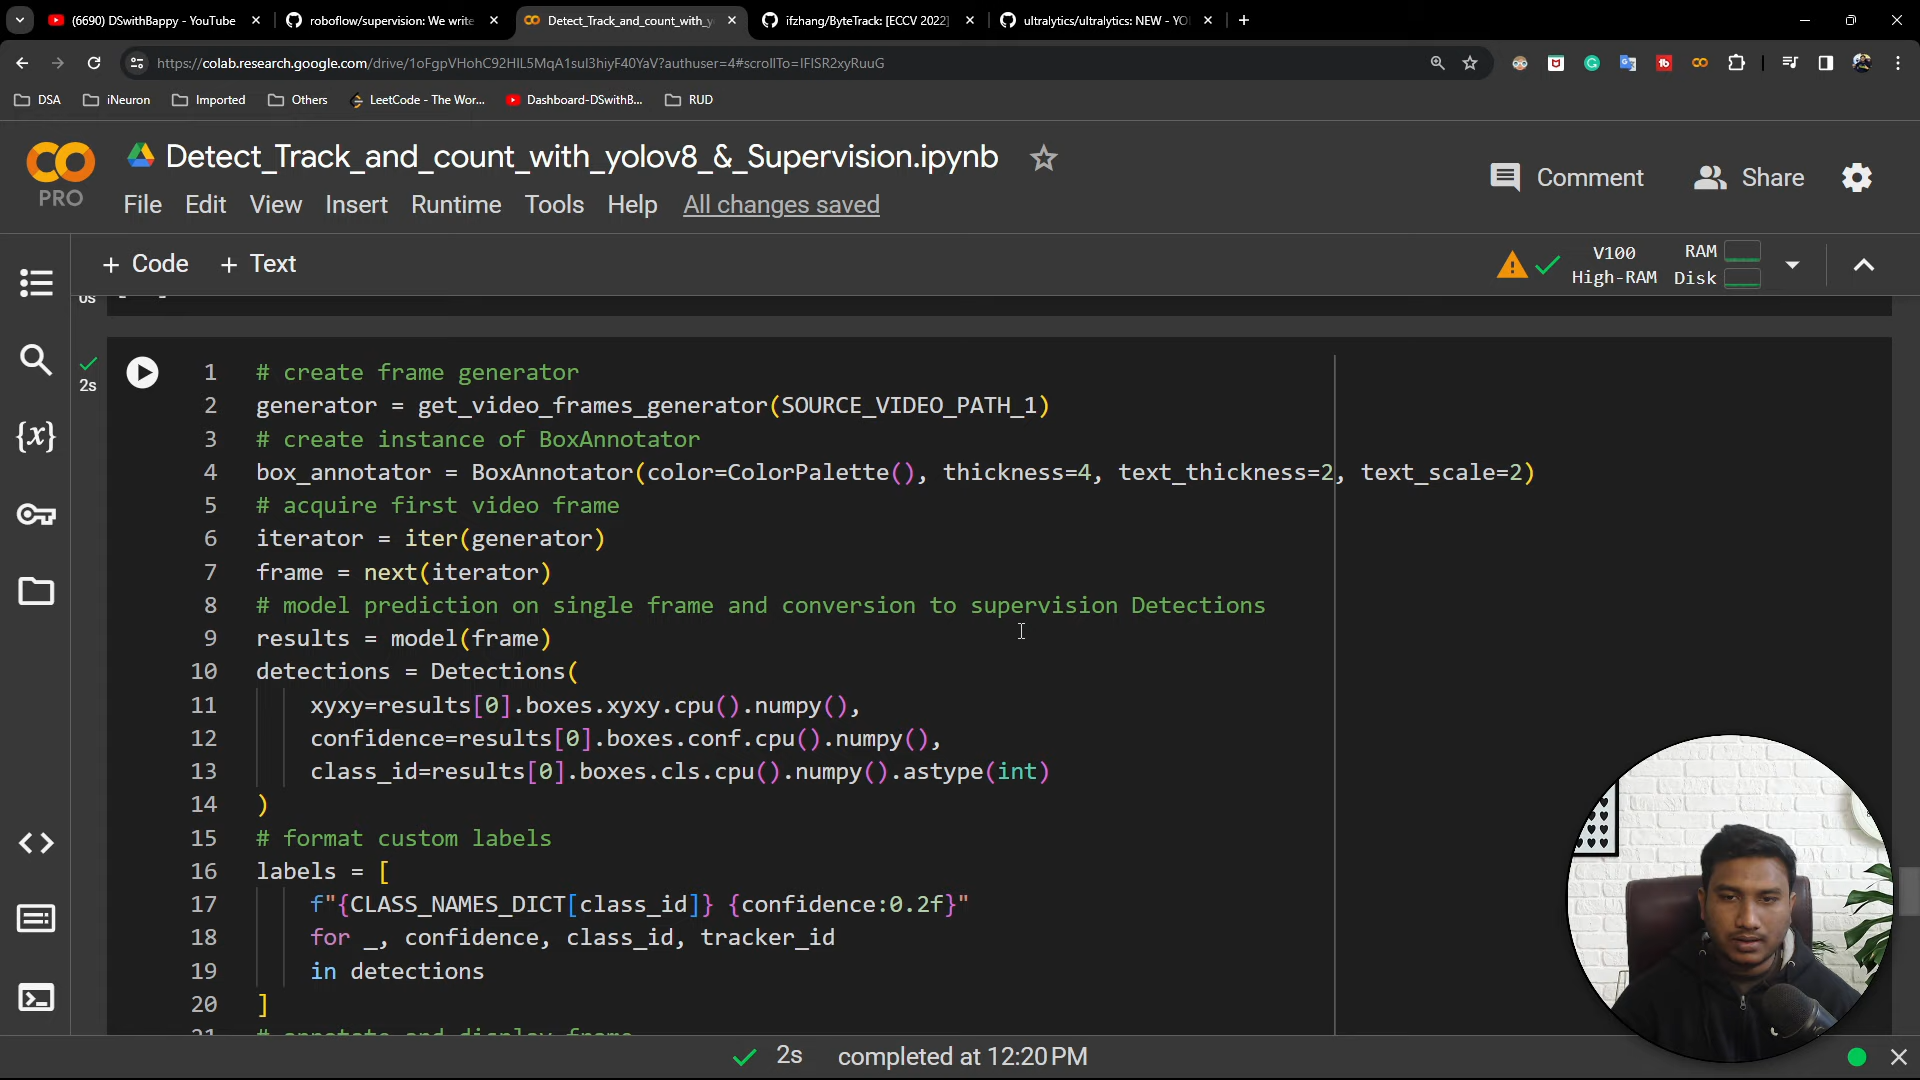 (6690) DSwithBappy - YouTube
roboflow/supervision: We write
Detect_Track_and_count_with_y
ifzhang/ByteTrack: [ECCV 2022]
ultralytics/ultralytics: NEW - YO
https://colab.research.google.com/drive/1oFgpVHohC92HIL5MqA1sul3hiyF40YaV?authuser=4#scrollTo=IFISR2xyRuuG
DSA
iNeuron
Imported
Others
LeetCode - The Wor...
Dashboard-DSwithB...
RUD
Detect_Track_and_count_with_yolov8_&_Supervision.ipynb
PRO
Comment
Share
File Edit View Insert Runtime Tools Help All changes saved
+ Code + Text
V100
High-RAM
RAM
Disk
0s
2s
1 # create frame generator
2 generator = get_video_frames_generator(SOURCE_VIDEO_PATH_1)
3 # create instance of BoxAnnotator
4 box_annotator = BoxAnnotator(color=ColorPalette(), thickness=4, text_thickness=2, text_scale=2)
5 # acquire first video frame
6 iterator = iter(generator)
7 frame = next(iterator)
8 # model prediction on single frame and conversion to supervision Detections
9 results = model(frame)
10 detections = Detections(
11 xyxy=results[0].boxes.xyxy.cpu().numpy(),
12 confidence=results[0].boxes.conf.cpu().numpy(),
13 class_id=results[0].boxes.cls.cpu().numpy().astype(int)
14 )
15 # format custom labels
16 labels = [
17 f"{CLASS_NAMES_DICT[class_id]} {confidence:0.2f}"
18 for _, confidence, class_id, tracker_id
19 in detections
20 ]
21 # annotate and display frame
2s completed at 12:20 PM